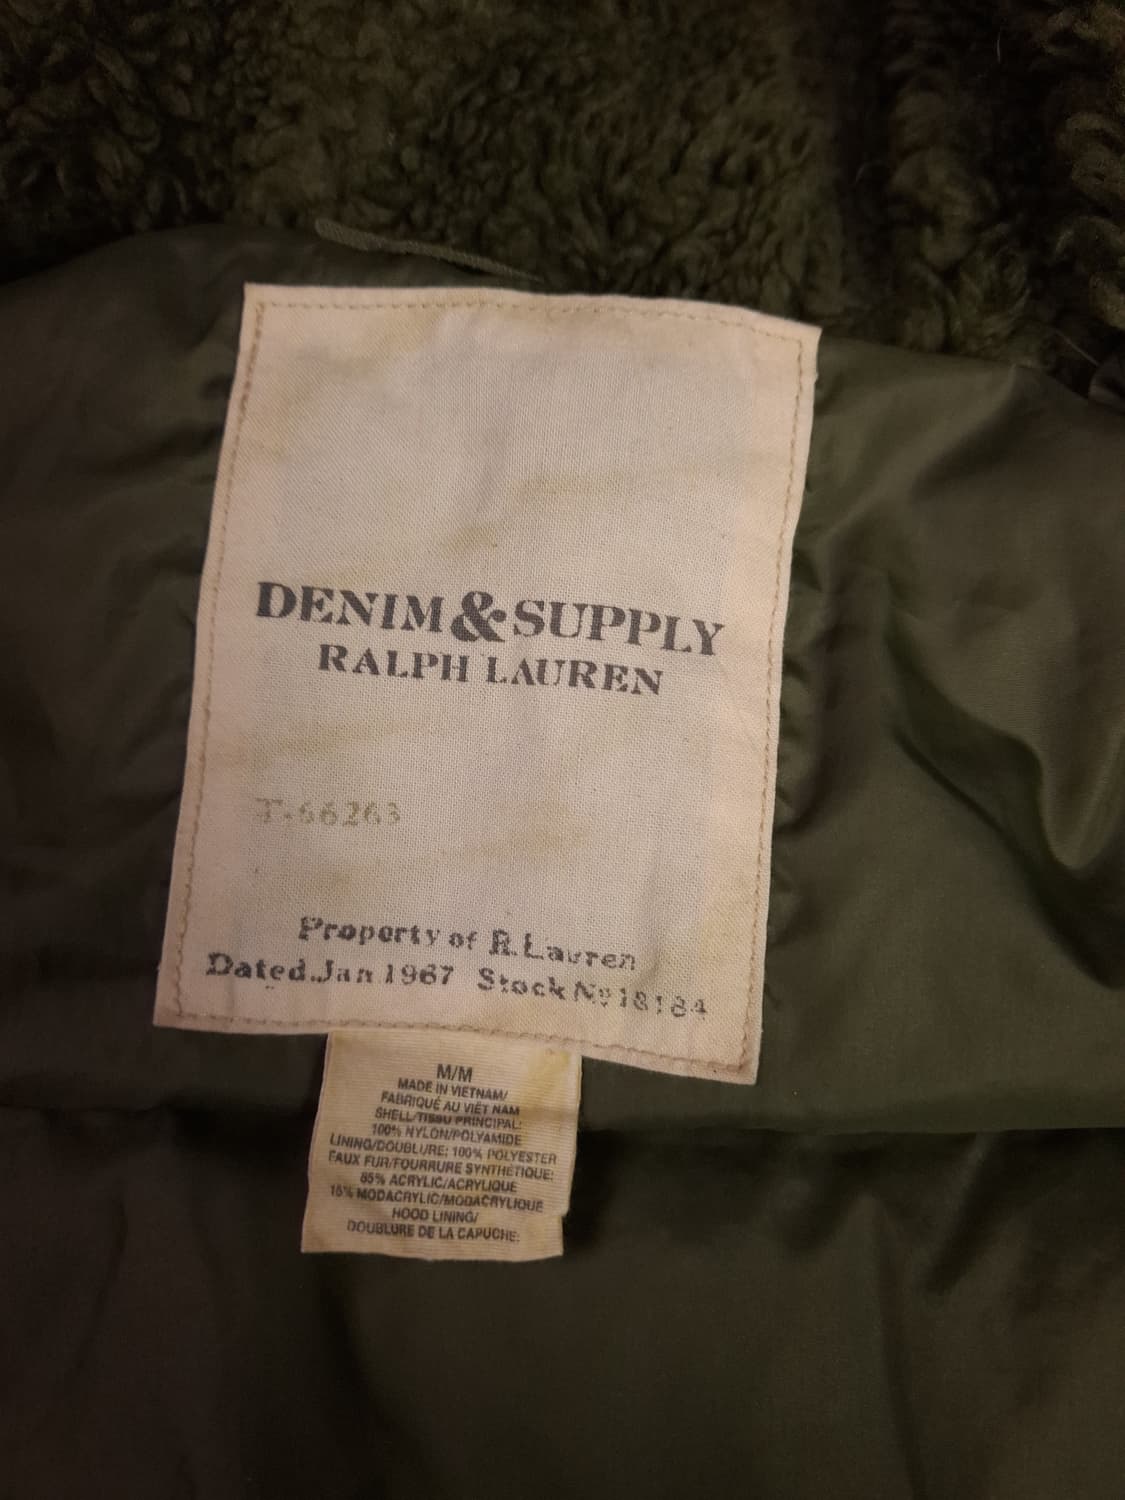 DENIM & SUPPLY
RALPH LAUREN
T-66263
Property of R. Lauren
Dated Jan 1967 Stock No 18184
M/M
MADE IN VIETNAM/
FABRIQUÉ AU VIÊT NAM
SHELL/TISSU PRINCIPAL:
100% NYLON/POLYAMIDE
LINING/DOUBLURE: 100% POLYESTER
FAUX FUR/FOURRURE SYNTHÉTIQUE:
85% ACRYLIC/ACRYLIQUE
15% MODACRYLIC/MODACRYLIQUE
HOOD LINING/
DOUBLURE DE LA CAPUCHE: